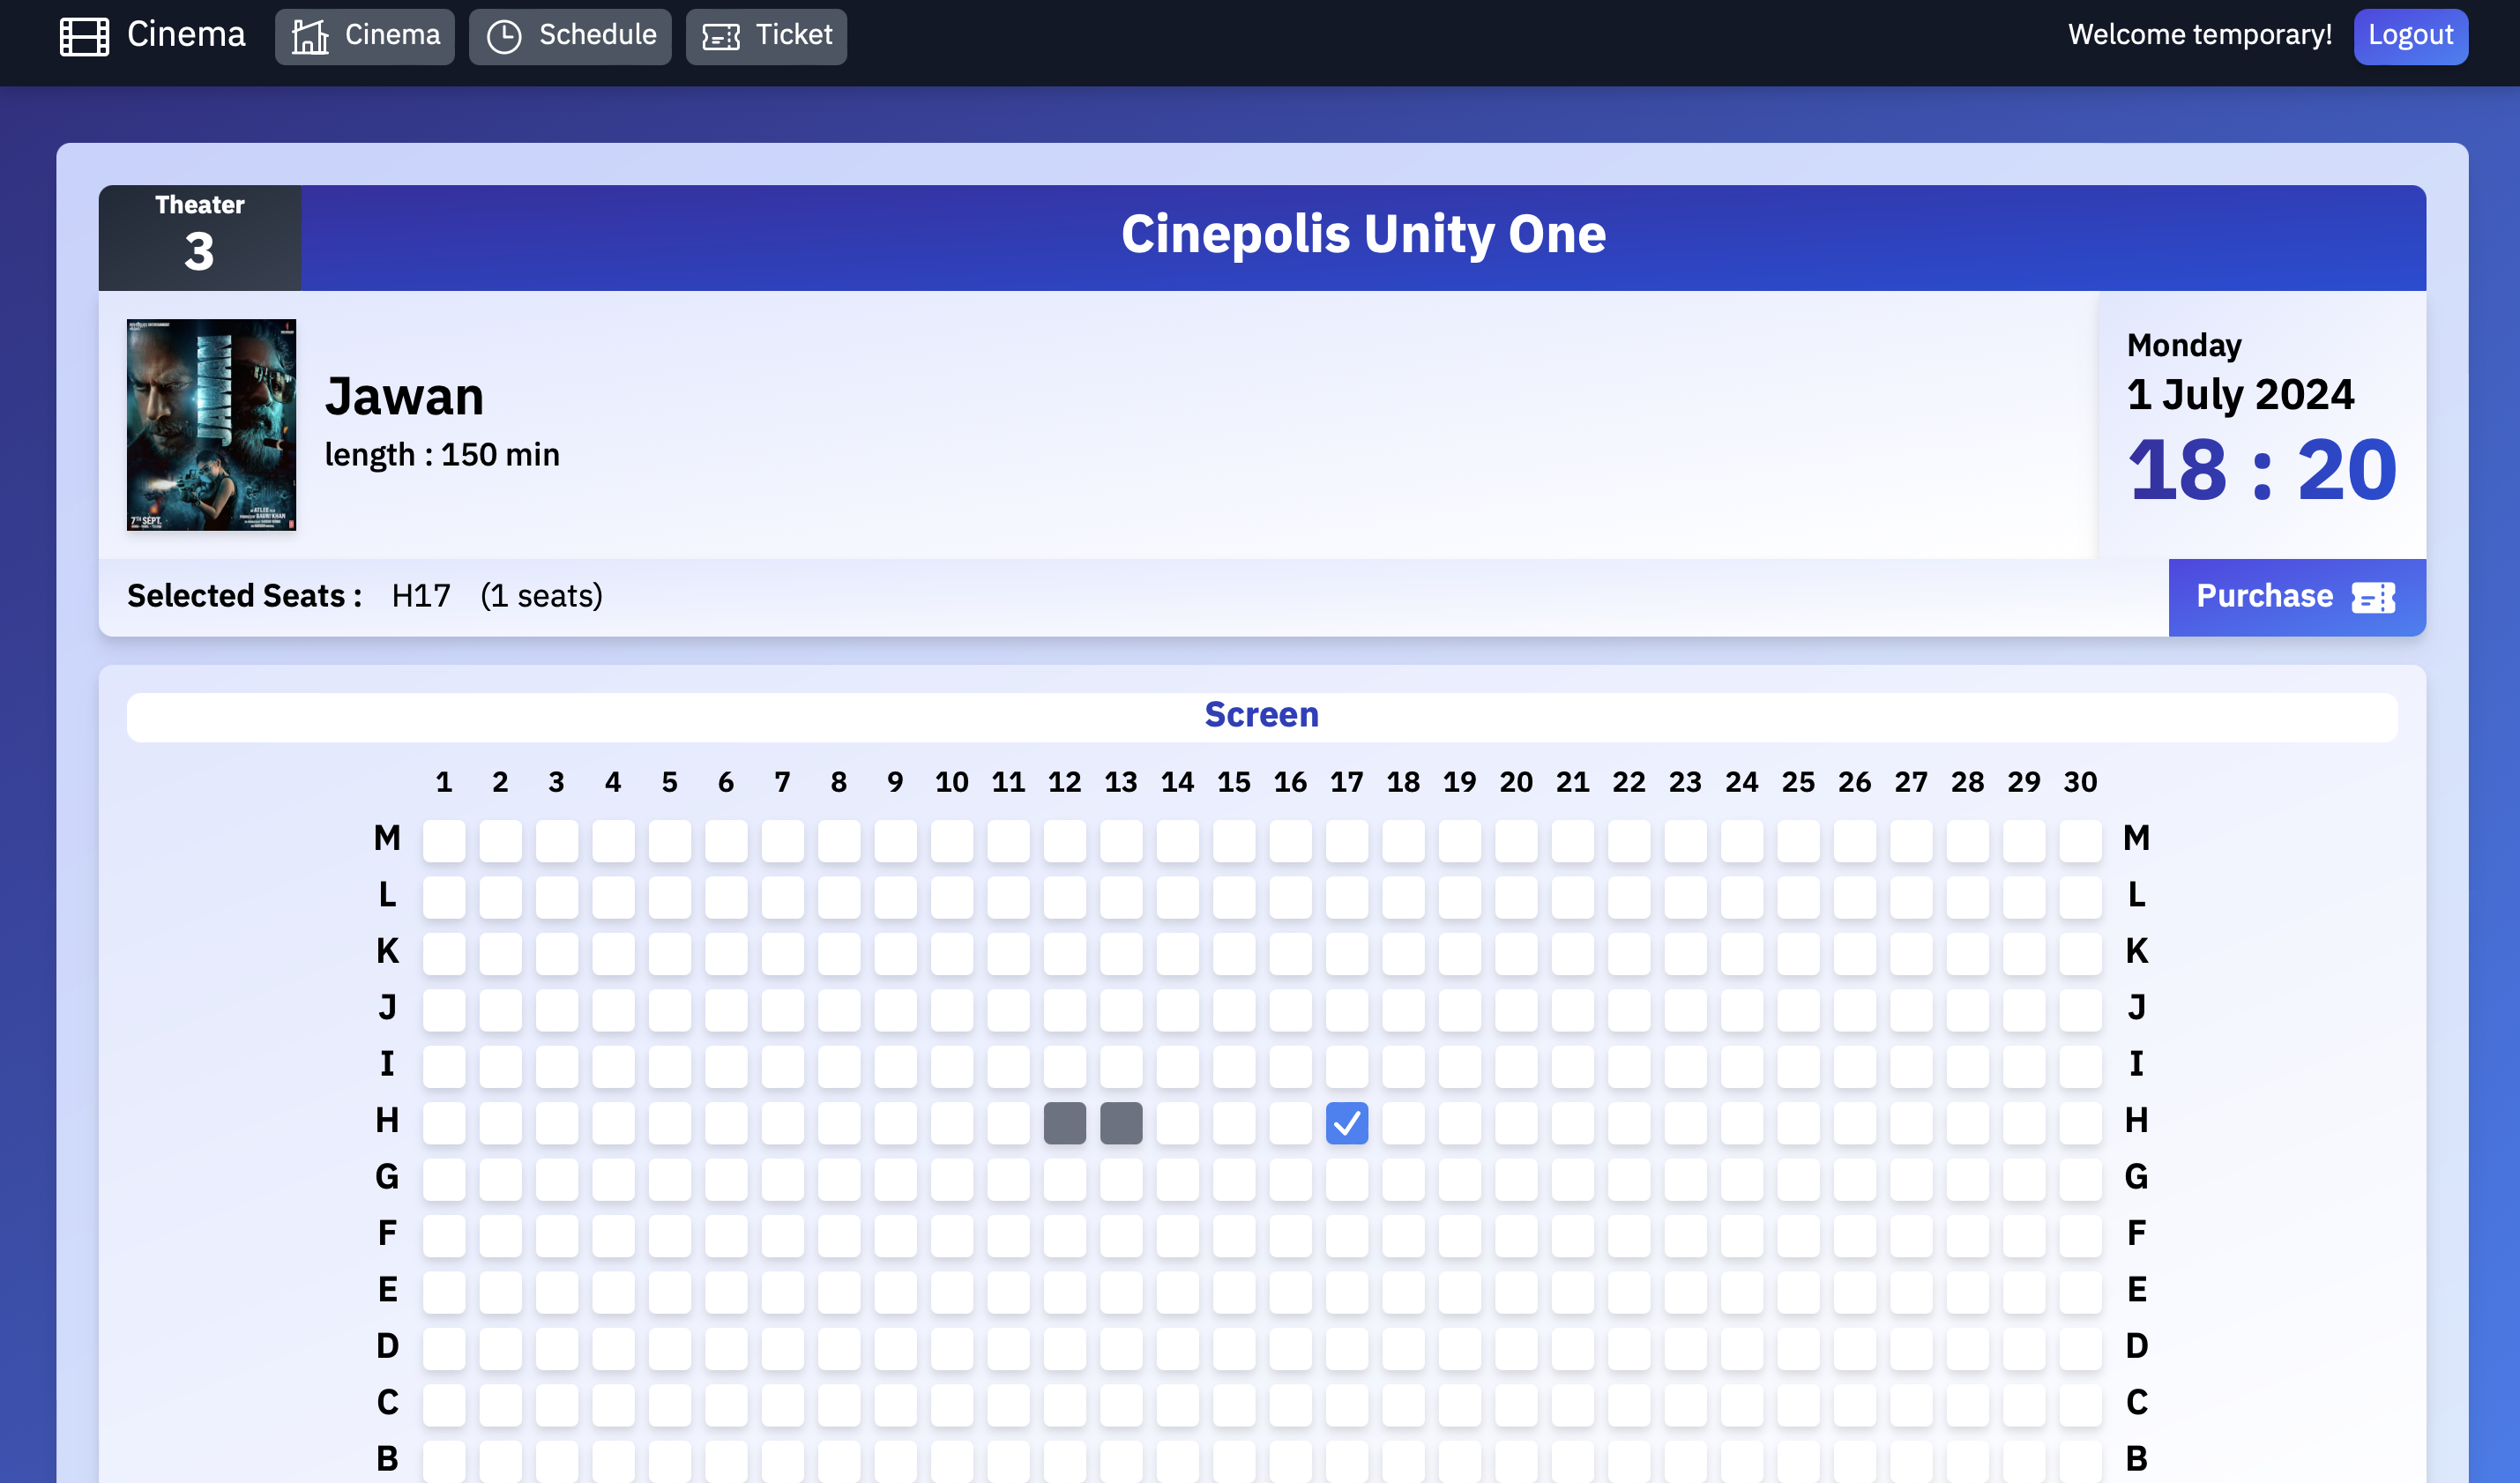 Cinema Cinema Schedule Ticket Welcome temporary! Logout
Theater
3
Cinepolis Unity One
JAWAN
7TH SEPT.
Jawan
length : 150 min
Monday
1 July 2024
18 : 20
Selected Seats : H17 (1 seats)
Purchase
Screen
1 2 3 4 5 6 7 8 9 10 11 12 13 14 15 16 17 18 19 20 21 22 23 24 25 26 27 28 29 30
M M
L L
K K
J J
I I
H H
G G
F F
E E
D D
C C
B B